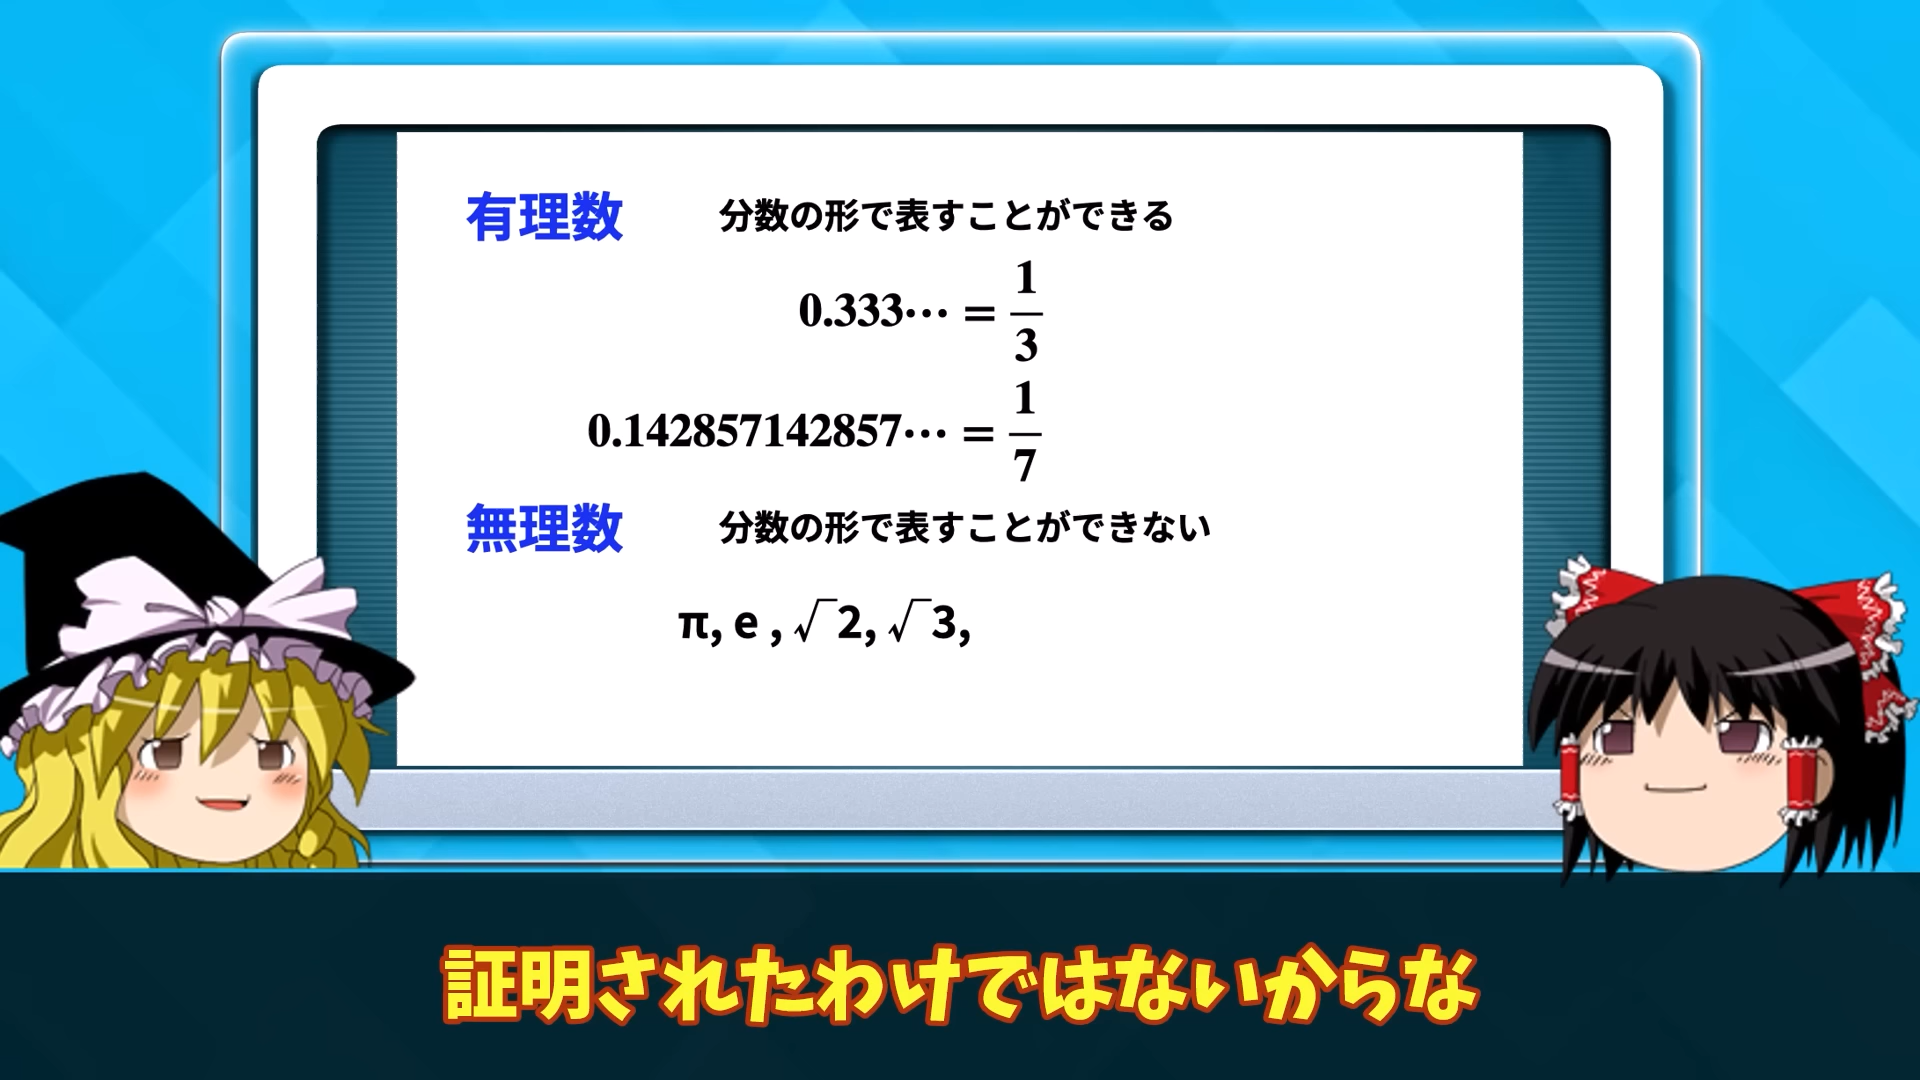 有理数 分数の形で表すことができる
0.333⋯ = 1/3
0.142857142857⋯ = 1/7
無理数 分数の形で表すことができない
π, e , √2, √3,
証明されたわけではないからな